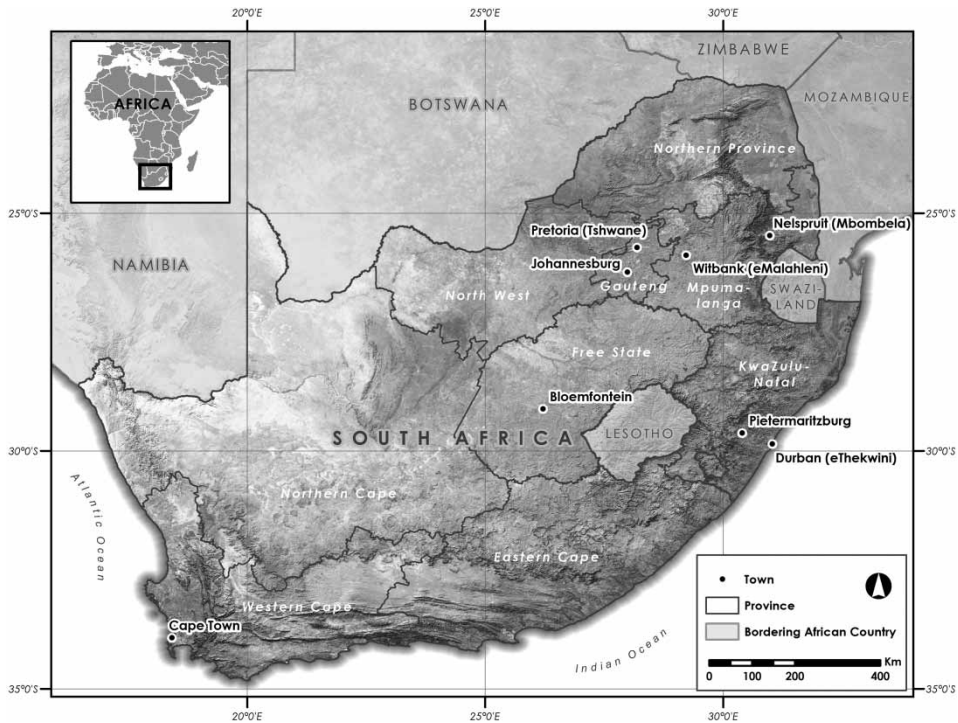 20°0'E
25°0'E
30°0'E
ZIMBABWE
AFRICA
BOTSWANA
MOZAMBIQUE
Northern Province
25°0'S
25°0'S
Nelspruit (Mbombela)
Pretoria (Tshwane)
NAMIBIA
Johannesburg
Witbank (eMalahleni)
Gauteng
Mpuma-
langa
SWAZI-
LAND
North West
Free State
KwaZulu-
Natal
Bloemfontein
Pietermaritzburg
SOUTH AFRICA
LESOTHO
30°0'S
30°0'S
Durban (eThekwini)
Northern Cape
Atlantic Ocean
Eastern Cape
Western Cape
Cape Town
Indian Ocean
Town
Province
Bordering African Country
Km
0 100 200 400
35°0'S
35°0'S
20°0'E
25°0'E
30°0'E